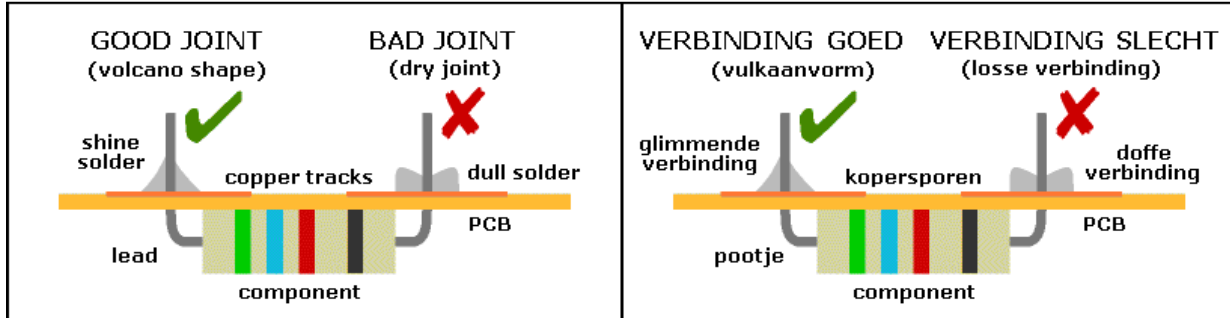 GOOD JOINT
(volcano shape)
BAD JOINT
(dry joint)
shine
solder
copper tracks
dull solder
PCB
lead
component
VERBINDING GOED
(vulkaanvorm)
VERBINDING SLECHT
(losse verbinding)
glimmende
verbinding
kopersporen
doffe
verbinding
PCB
pootje
component